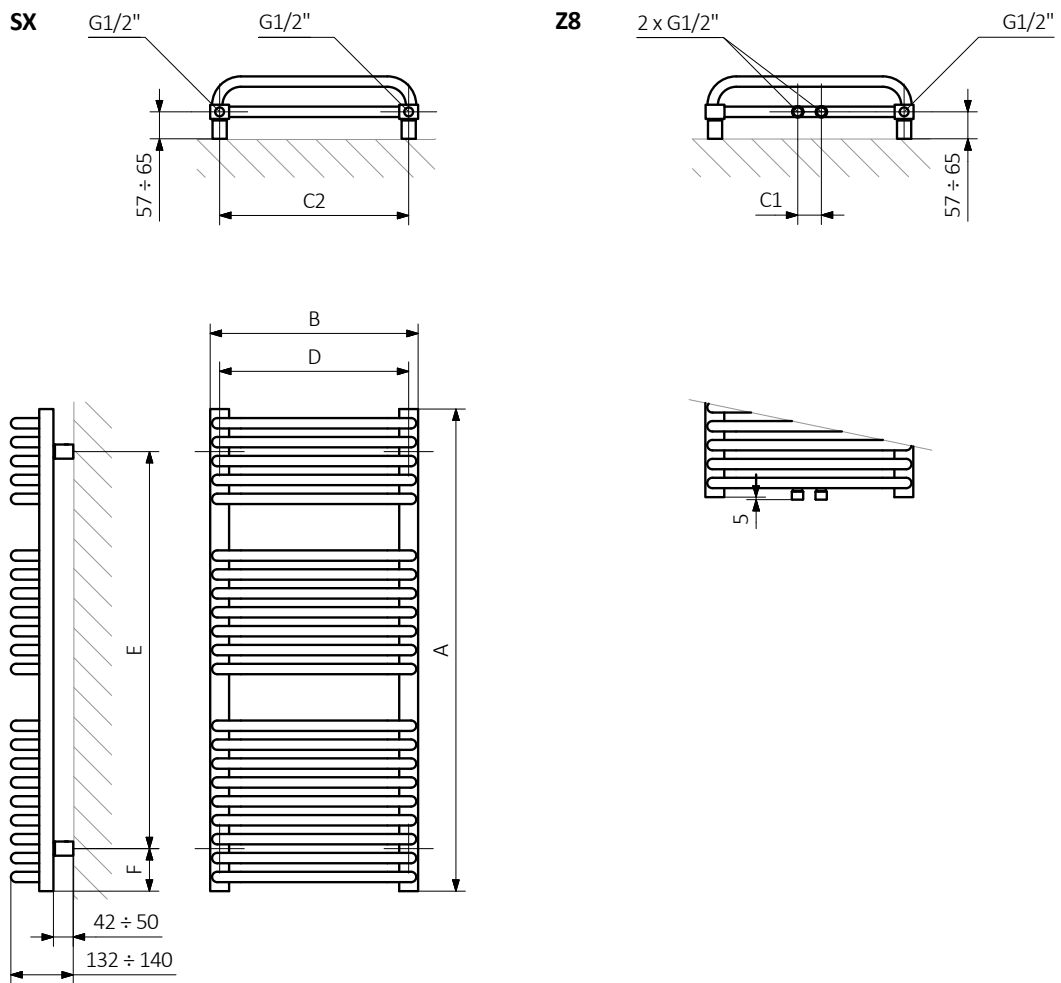 SX
G1/2"
G1/2"
57 ÷ 65
C2
Z8
2 x G1/2"
G1/2"
57 ÷ 65
C1
B
D
E
A
F
42 ÷ 50
132 ÷ 140
5